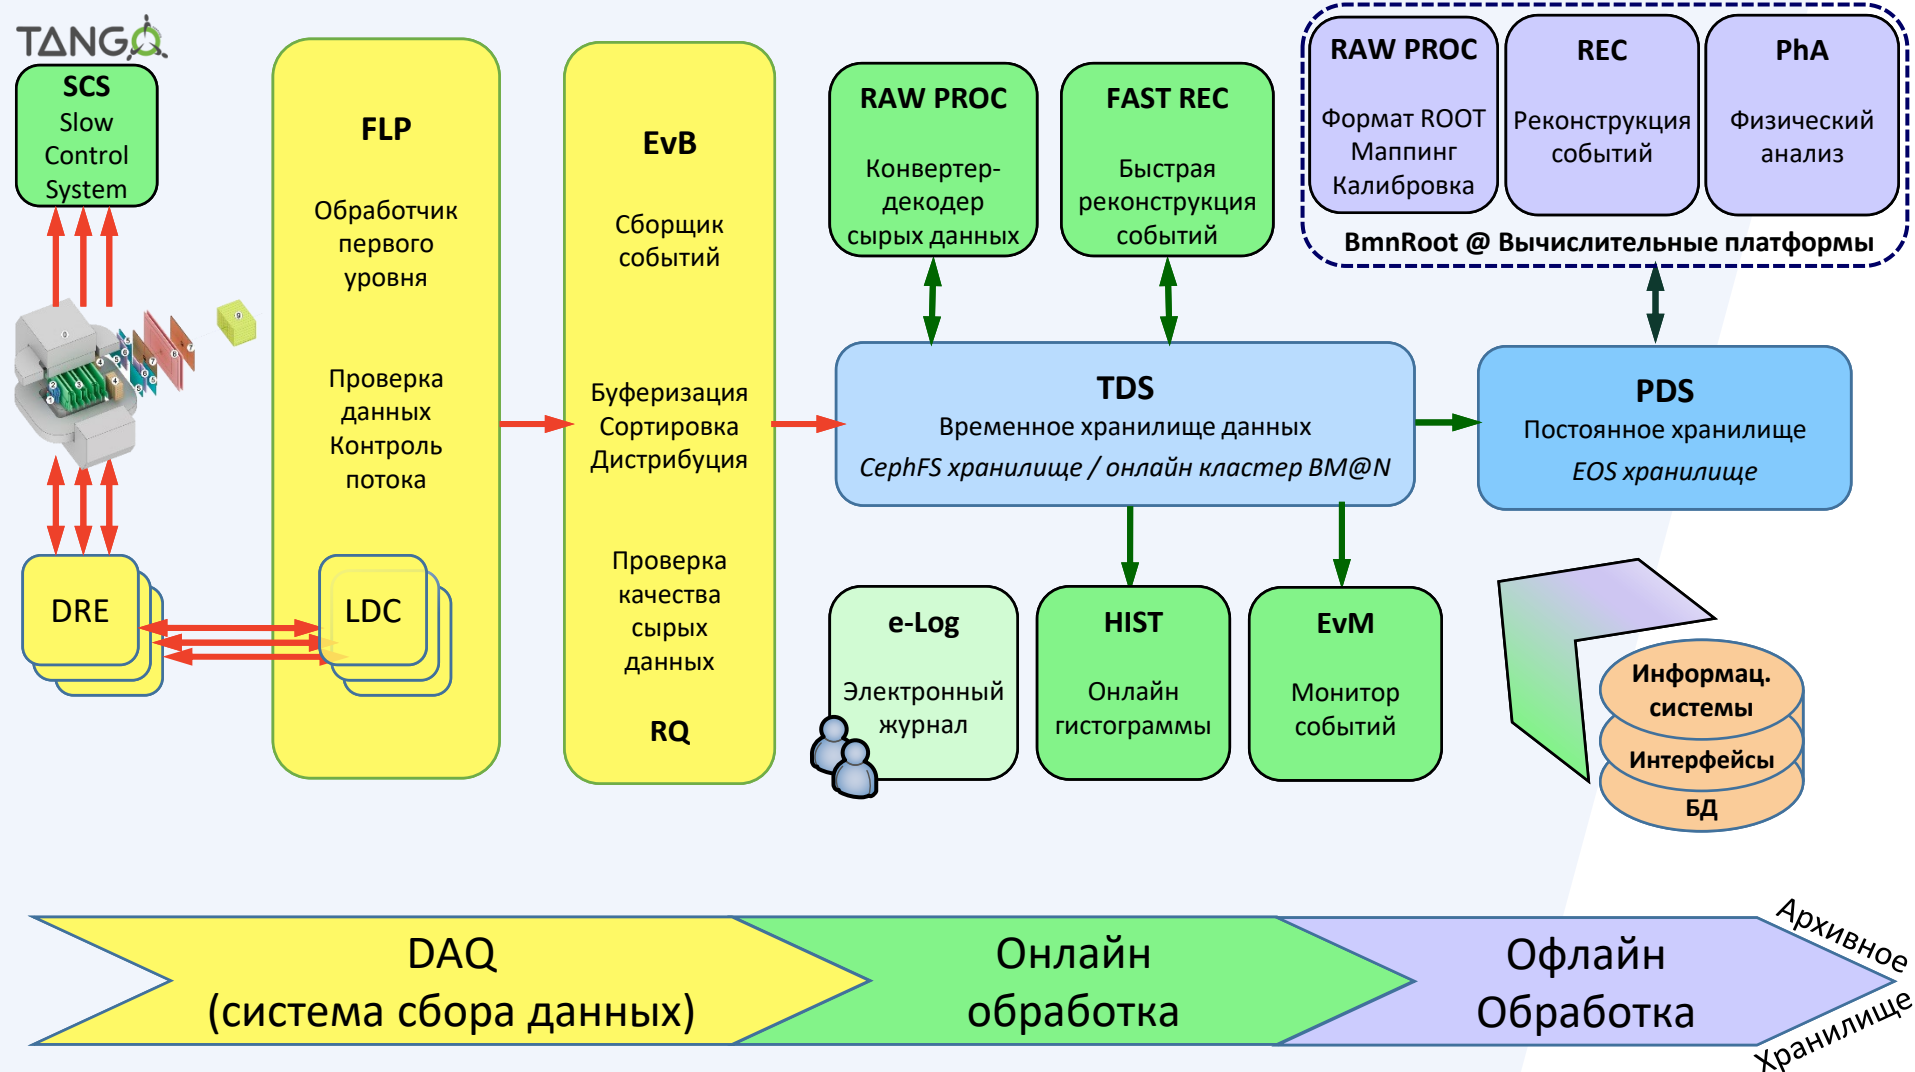 TANGO
SCS
Slow
Control
System
FLP
Обработчик
первого
уровня
Проверка
данных
Контроль
потока
LDC
DRE
EvB
Сборщик
событий
Буферизация
Сортировка
Дистрибуция
Проверка
качества
сырых
данных
RQ
RAW PROC
Конвертер-
декодер
сырых данных
FAST REC
Быстрая
реконструкция
событий
RAW PROC
Формат ROOT
Маппинг
Калибровка
REC
Реконструкция
событий
PhA
Физический
анализ
BmnRoot @ Вычислительные платформы
TDS
Временное хранилище данных
CephFS хранилище / онлайн кластер BM@N
PDS
Постоянное хранилище
EOS хранилище
e-Log
Электронный
журнал
HIST
Онлайн
гистограммы
EvM
Монитор
событий
Информац.
системы
Интерфейсы
БД
DAQ
(система сбора данных)
Онлайн
обработка
Офлайн
Обработка
Архивное
Хранилище